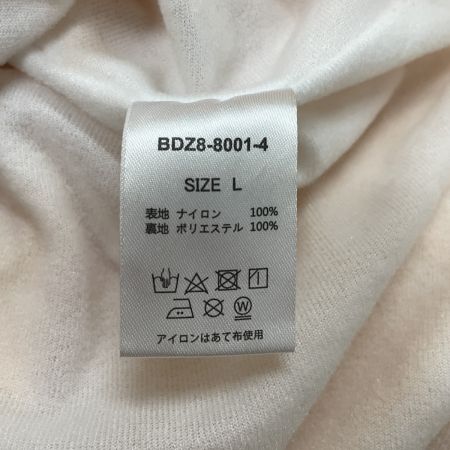 BDZ8-8001-4
SIZE L
表地 ナイロン 100%
裏地 ポリエステル 100%
W
アイロンはあて布使用